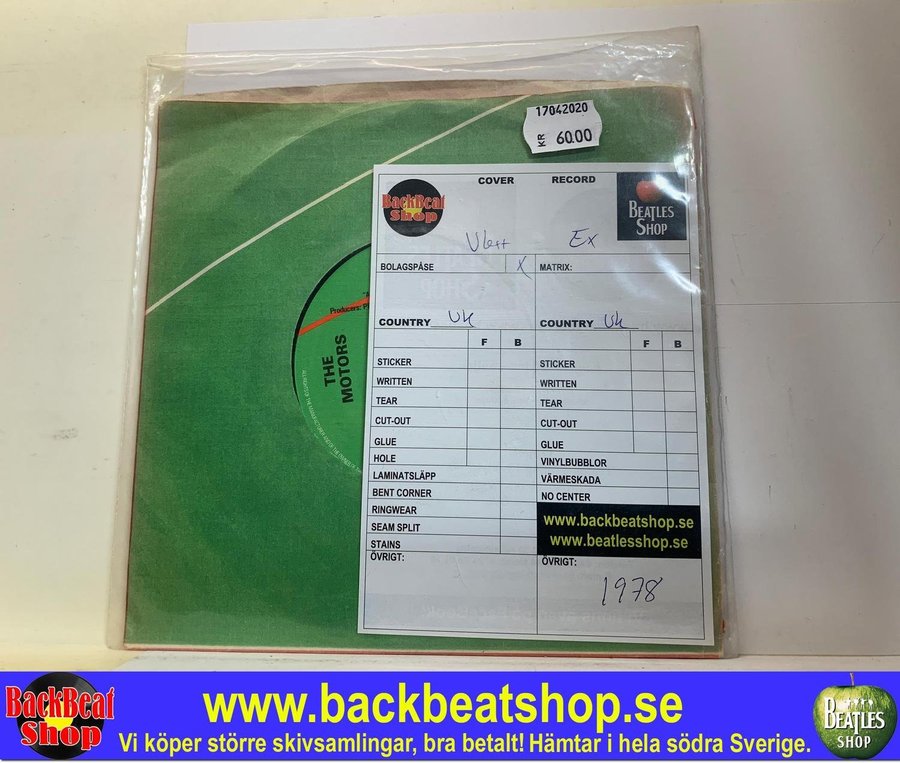 17042020
KR 60.00
COVER RECORD
BackBeat
Shop
BEATLES
SHOP
Ex
BOLAGSPÅSE X MATRIX:
COUNTRY UK COUNTRY UK
F B F B
STICKER STICKER
WRITTEN WRITTEN
TEAR TEAR
CUT-OUT CUT-OUT
GLUE GLUE
HOLE VINYLBUBBLOR
LAMINATSLÄPP VÄRMESKADA
BENT CORNER NO CENTER
RINGWEAR
SEAM SPLIT
STAINS
www.backbeatshop.se
www.beatlesshop.se
ÖVRIGT: ÖVRIGT:
1978
Producers:
THE
MOTORS
BackBeat
Shop
www.backbeatshop.se
Vi köper större skivsamlingar, bra betalt! Hämtar i hela södra Sverige.
BEATLES
SHOP